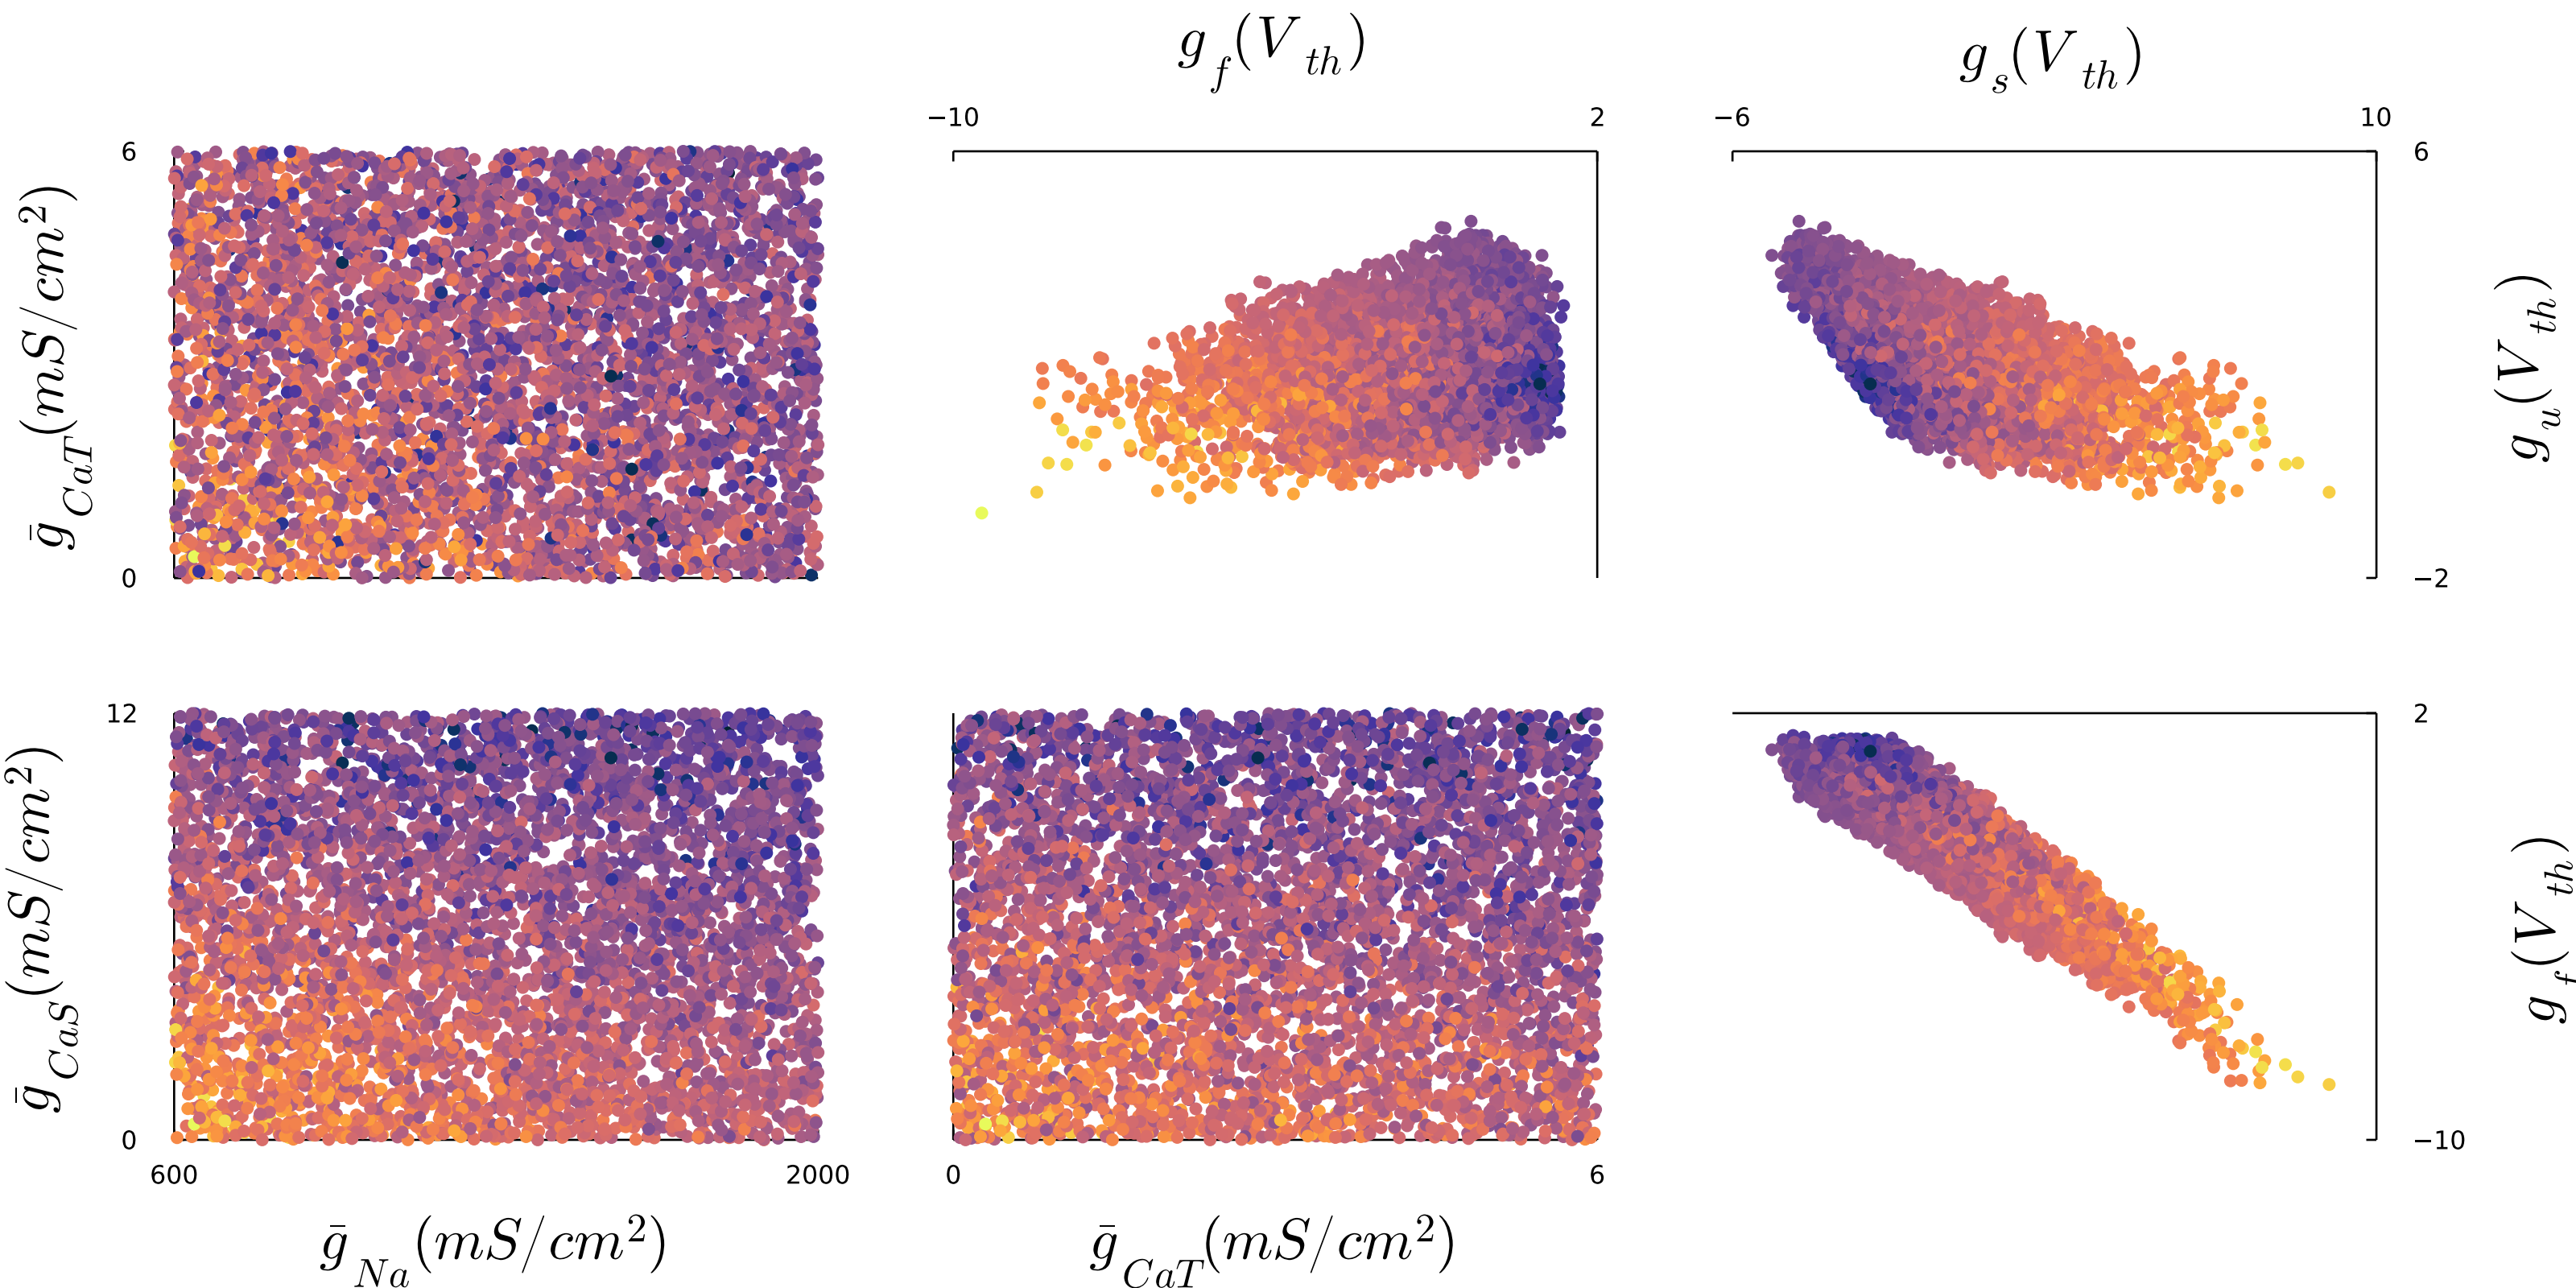 g_f(V_th)
g_s(V_th)
−10 2
−6 10
6
0
ḡ_CaT(mS/cm²)
6
−2
g_u(V_th)
12
0
ḡ_CaS(mS/cm²)
2
−10
g_f(V_th)
600 2000
0 6
ḡ_Na(mS/cm²)
ḡ_CaT(mS/cm²)